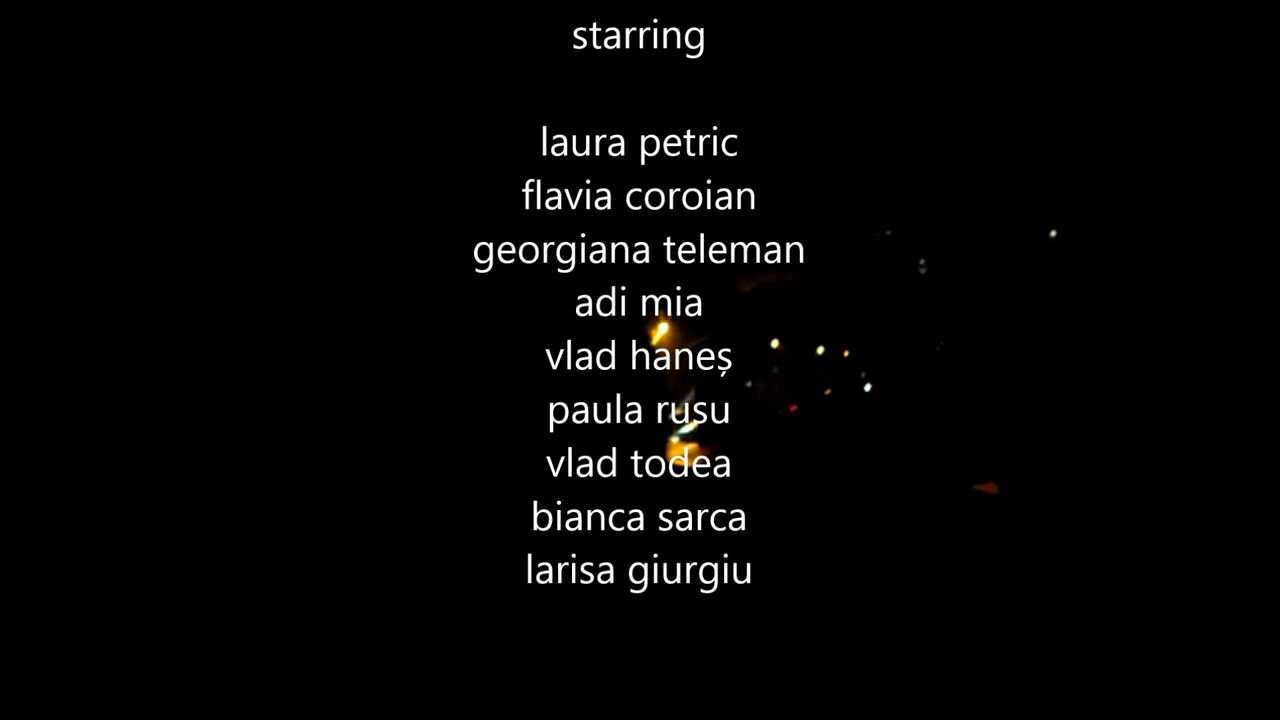 starring
laura petric
flavia coroian
georgiana teleman
adi mia
vlad haneș
paula rusu
vlad todea
bianca sarca
larisa giurgiu